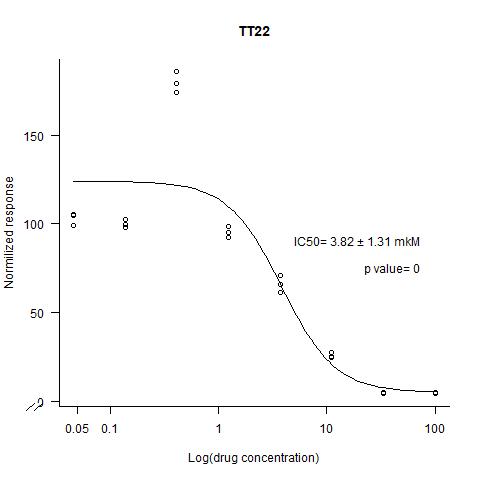 TT22
Normilized response
150
100
50
0
IC50= 3.82 ± 1.31 mkM
p value= 0
0.05 0.1 1 10 100
Log(drug concentration)